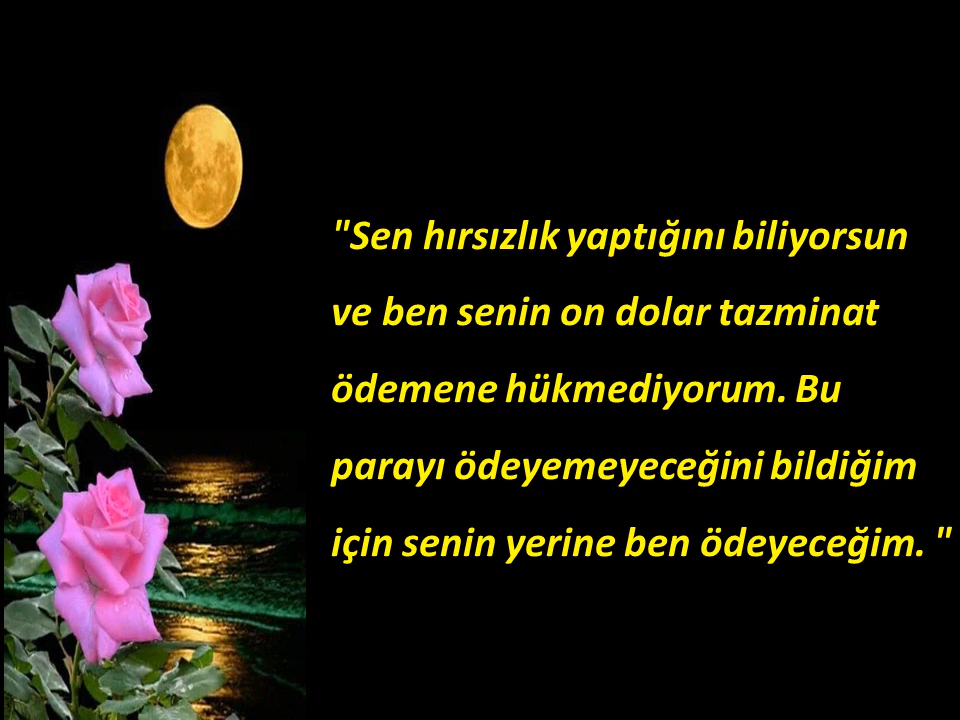 "Sen hırsızlık yaptığını biliyorsun
ve ben senin on dolar tazminat
ödemene hükmediyorum. Bu
parayı ödeyemeyeceğini bildiğim
için senin yerine ben ödeyeceğim. "